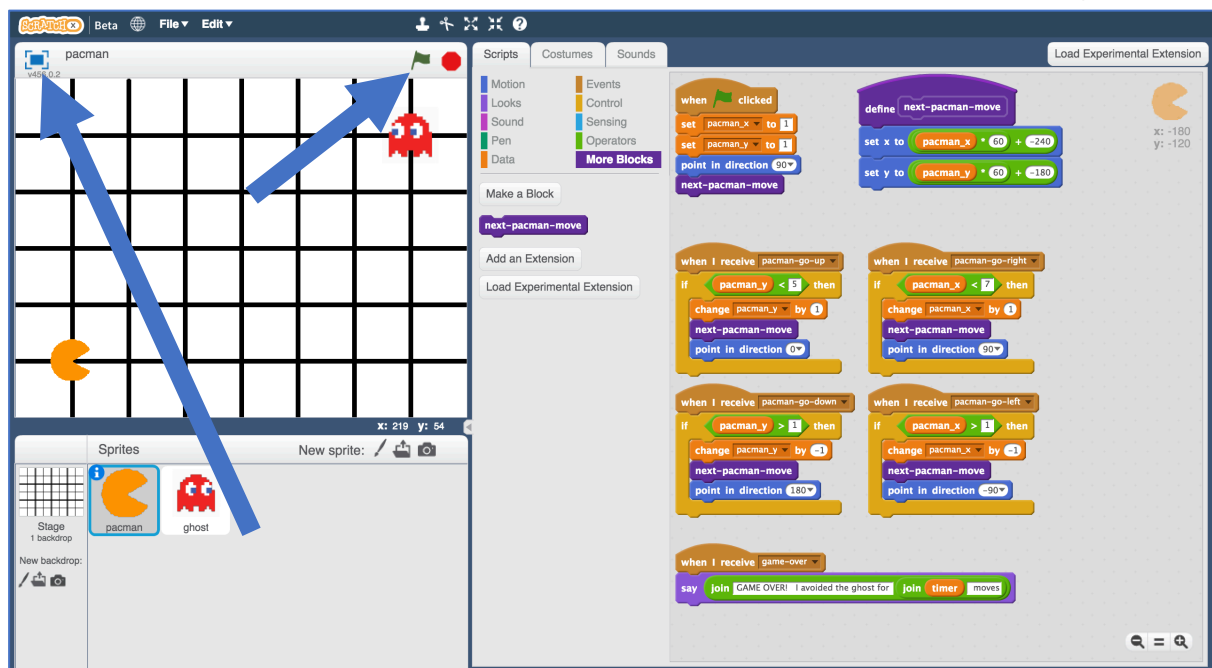 SCRATCHX Beta File▾ Edit▾
pacman
v458.0.2
Scripts Costumes Sounds
Load Experimental Extension
Motion Events
Looks Control
Sound Sensing
Pen Operators
Data More Blocks
Make a Block
next-pacman-move
Add an Extension
Load Experimental Extension
when clicked
set pacman_x to 1
set pacman_y to 1
point in direction 90▾
next-pacman-move
define next-pacman-move
set x to pacman_x * 60 + -240
set y to pacman_y * 60 + -180
x: -180
y: -120
when I receive pacman-go-up
if pacman_y < 5 then
change pacman_y by 1
next-pacman-move
point in direction 0▾
when I receive pacman-go-right
if pacman_x < 7 then
change pacman_x by 1
next-pacman-move
point in direction 90▾
when I receive pacman-go-down
if pacman_y > 1 then
change pacman_y by -1
next-pacman-move
point in direction 180▾
when I receive pacman-go-left
if pacman_x > 1 then
change pacman_x by -1
next-pacman-move
point in direction -90▾
when I receive game-over
say join GAME OVER! I avoided the ghost for join timer moves
x: 219 y: 54
Sprites New sprite:
Stage
1 backdrop
New backdrop:
pacman
ghost